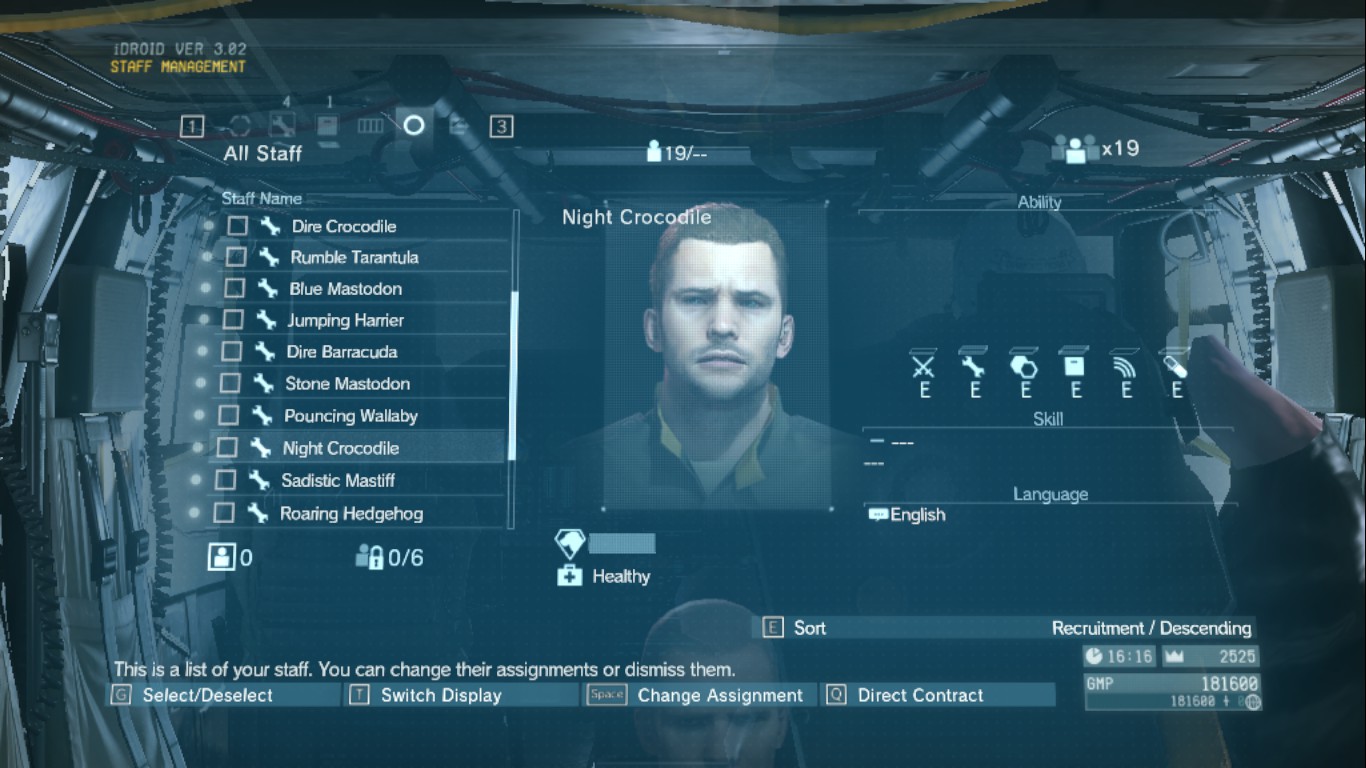 iDROID VER 3.02
STAFF MANAGEMENT
4 1
1 3
All Staff
19/--
x19
Staff Name
Dire Crocodile
Rumble Tarantula
Blue Mastodon
Jumping Harrier
Dire Barracuda
Stone Mastodon
Pouncing Wallaby
Night Crocodile
Sadistic Mastiff
Roaring Hedgehog
0 0/6
Night Crocodile
Healthy
Ability
E E E E E E
Skill
— ---
---
Language
English
E Sort Recruitment / Descending
This is a list of your staff. You can change their assignments or dismiss them.
G Select/Deselect T Switch Display Space Change Assignment Q Direct Contract
16:16 2525
GMP 181600
181600 +